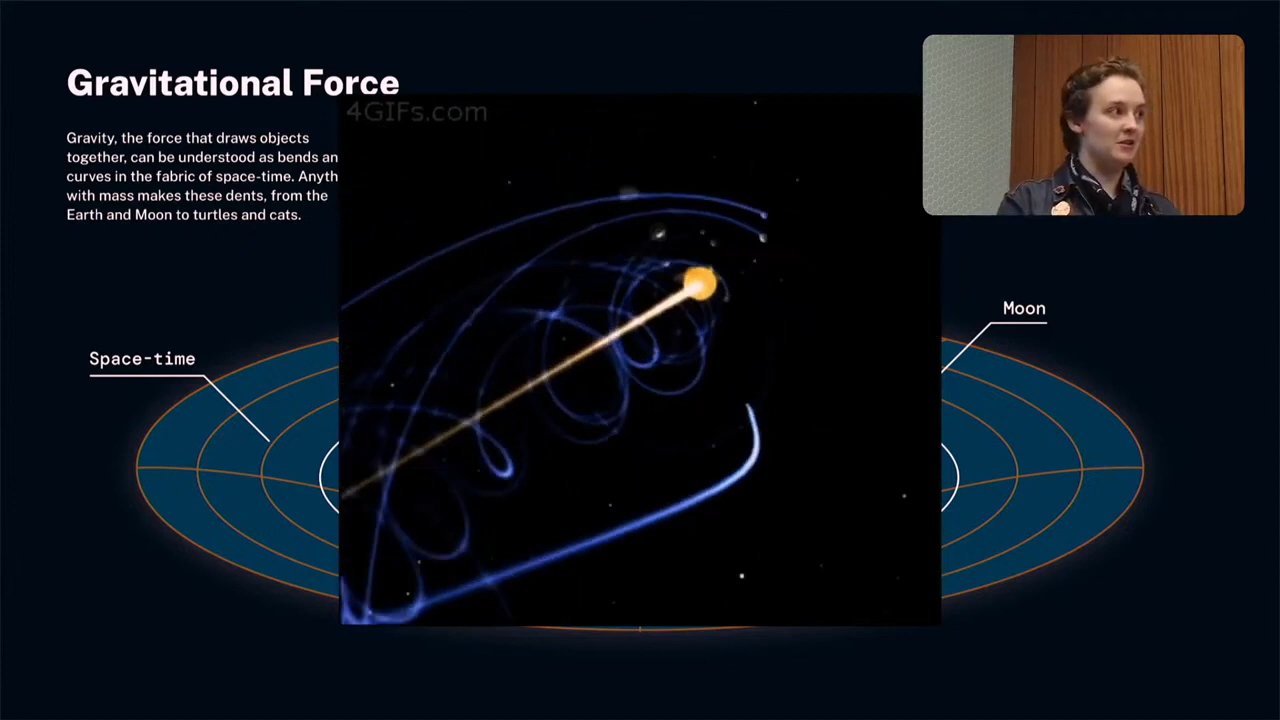 Gravitational Force
4GIFs.com
Gravity, the force that draws objects
together, can be understood as bends an
curves in the fabric of space-time. Anyth
with mass makes these dents, from the
Earth and Moon to turtles and cats.
Moon
Space-time